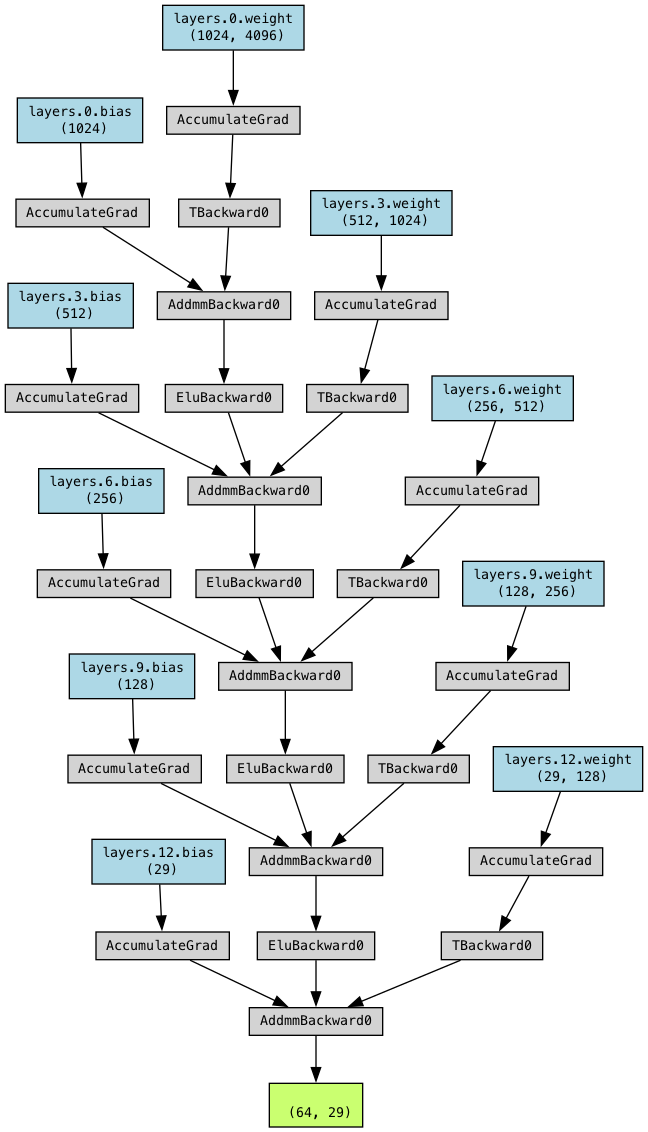 layers.0.weight
(1024, 4096)
layers.0.bias
(1024)
AccumulateGrad
AccumulateGrad
TBackward0
layers.3.weight
(512, 1024)
layers.3.bias
(512)
AddmmBackward0
AccumulateGrad
AccumulateGrad
EluBackward0
TBackward0
layers.6.weight
(256, 512)
layers.6.bias
(256)
AddmmBackward0
AccumulateGrad
AccumulateGrad
EluBackward0
TBackward0
layers.9.weight
(128, 256)
layers.9.bias
(128)
AddmmBackward0
AccumulateGrad
AccumulateGrad
EluBackward0
TBackward0
layers.12.weight
(29, 128)
layers.12.bias
(29)
AddmmBackward0
AccumulateGrad
AccumulateGrad
EluBackward0
TBackward0
AddmmBackward0
(64, 29)